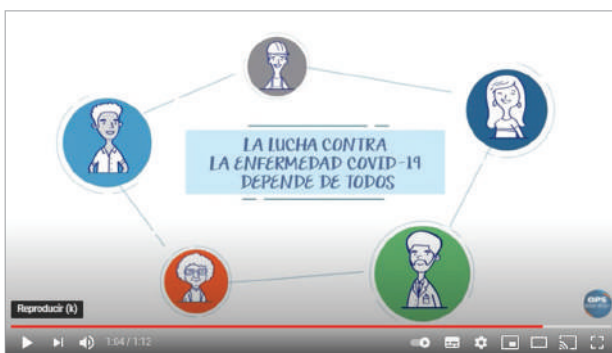 LA LUCHA CONTRA
LA ENFERMEDAD COVID-19
DEPENDE DE TODOS
OPS
Reproducir (k)
1:04 / 1:12